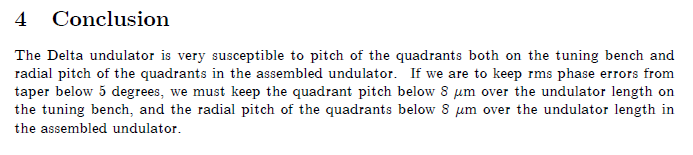 4 Conclusion
The Delta undulator is very susceptible to pitch of the quadrants both on the tuning bench and
radial pitch of the quadrants in the assembled undulator. If we are to keep rms phase errors from
taper below 5 degrees, we must keep the quadrant pitch below 8 μm over the undulator length on
the tuning bench, and the radial pitch of the quadrants below 8 μm over the undulator length in
the assembled undulator.